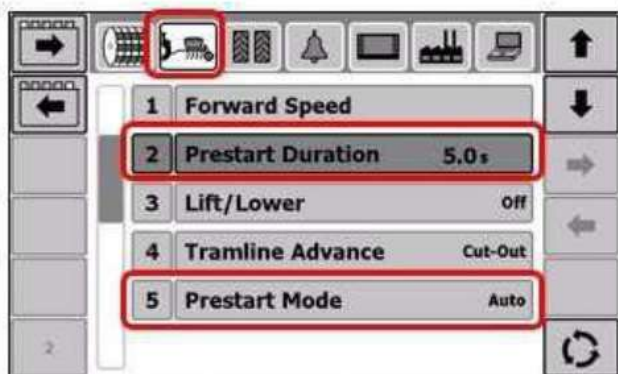 1 Forward Speed
2 Prestart Duration 5.0 s
3 Lift/Lower Off
4 Tramline Advance Cut-Out
5 Prestart Mode Auto
2